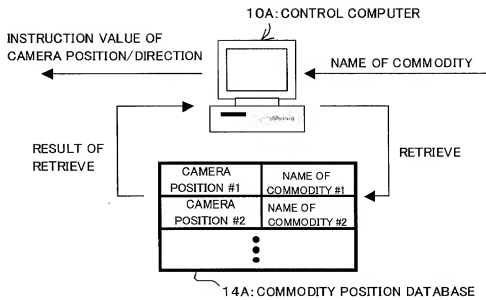 10A: CONTROL COMPUTER
INSTRUCTION VALUE OF
CAMERA POSITION/DIRECTION
NAME OF COMMODITY
RESULT OF
RETRIEVE
RETRIEVE
CAMERA
POSITION #1
NAME OF
COMMODITY #1
CAMERA
POSITION #2
NAME OF
COMMODITY #2
14A: COMMODITY POSITION DATABASE